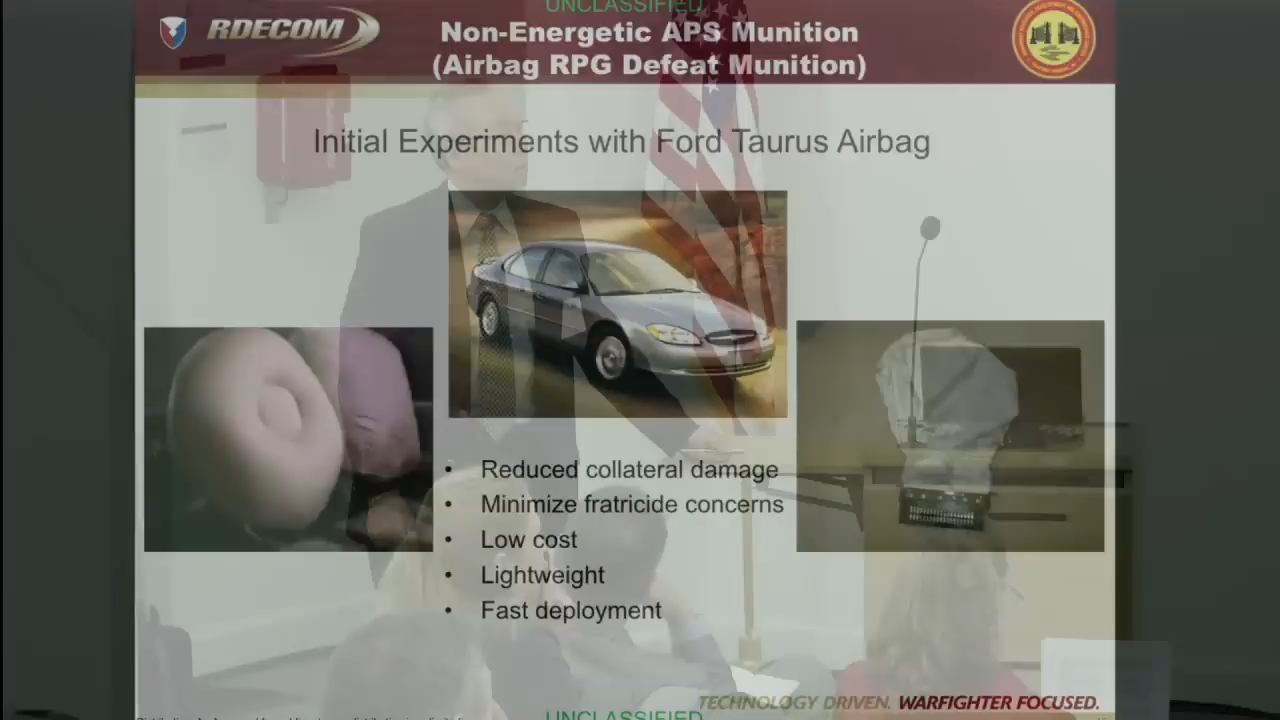 UNCLASSIFIED
RDECOM
Non-Energetic APS Munition
(Airbag RPG Defeat Munition)
Initial Experiments with Ford Taurus Airbag
• Reduced collateral damage
• Minimize fratricide concerns
• Low cost
• Lightweight
• Fast deployment
TECHNOLOGY DRIVEN. WARFIGHTER FOCUSED.
UNCLASSIFIED